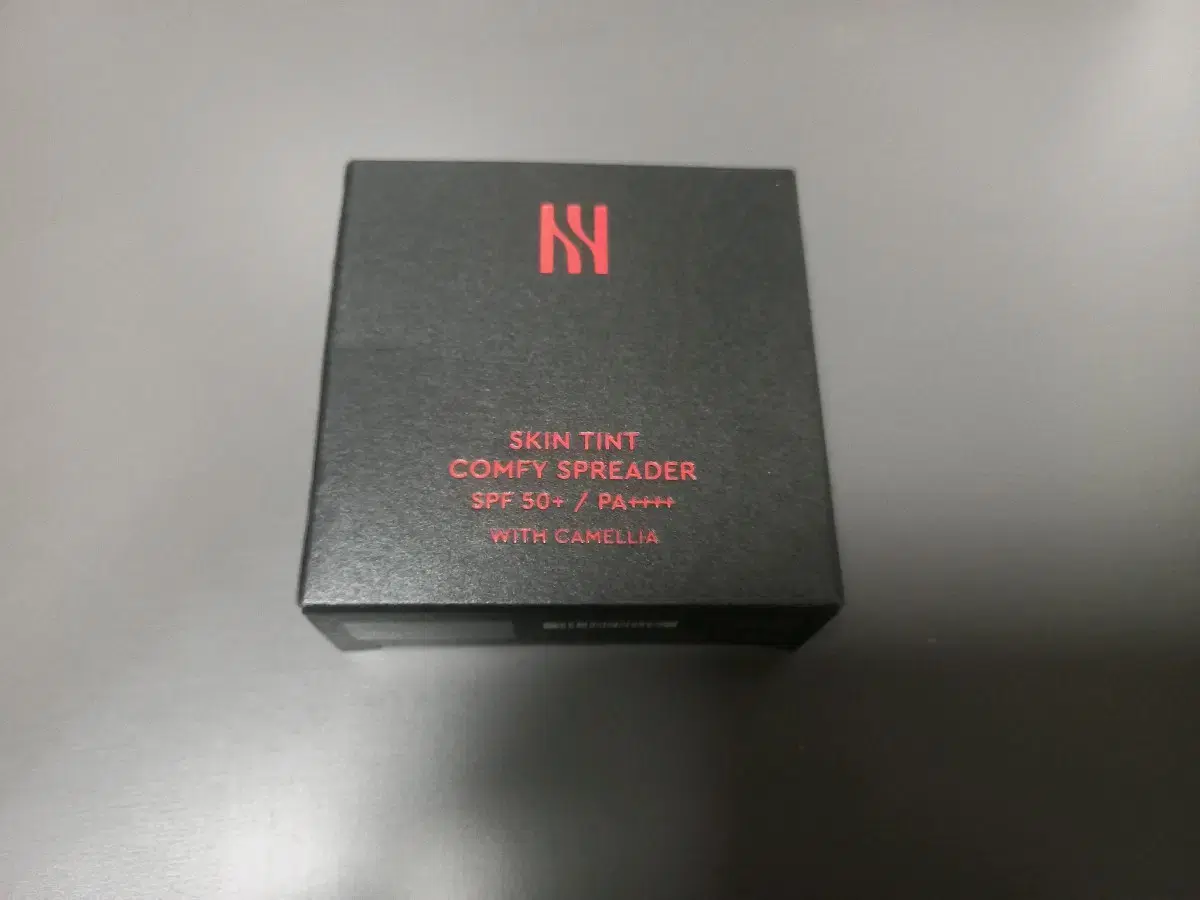 SKIN TINT
COMFY SPREADER
SPF 50+ / PA++++
WITH CAMELLIA